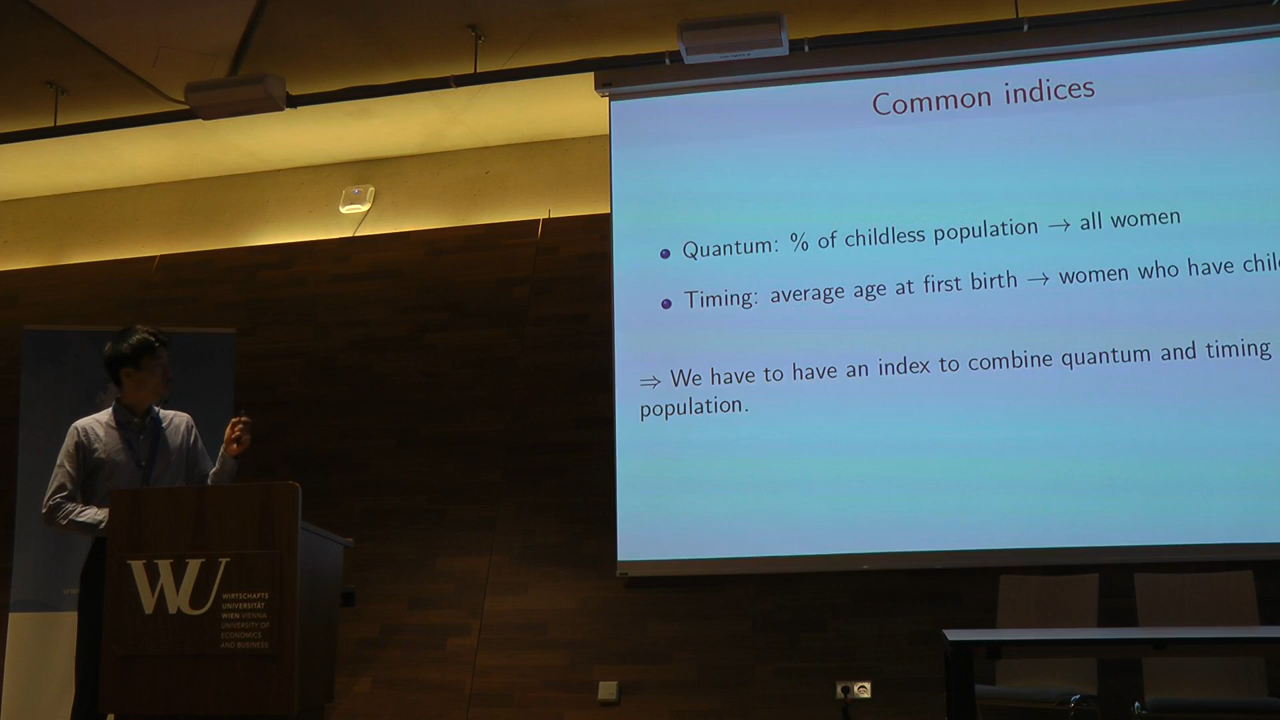 Common indices
Quantum: % of childless population → all women
Timing: average age at first birth → women who have
⇒ We have to have an index to combine quantum and timing
population.
WU
WIRTSCHAFTS
UNIVERSITÄT
WIEN VIENNA
UNIVERSITY OF
ECONOMICS
AND BUSINESS